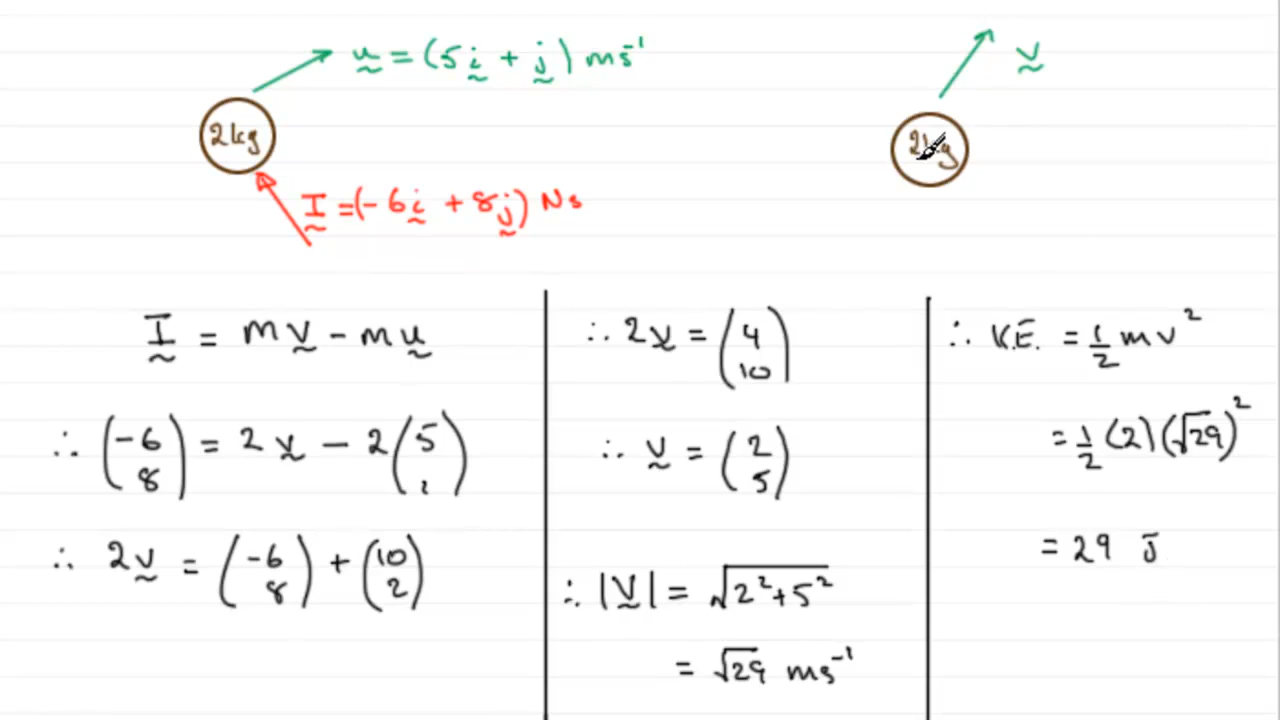 u = (5i + j) ms⁻¹
v
2kg
2kg
I = (-6i + 8j) Ns
I = mv - mu
∴ (-6 8) = 2v - 2(5 1)
∴ 2v = (-6 8) + (10 2)
∴ 2v = (4 10)
∴ v = (2 5)
∴ |v| = √2²+5²
= √29 ms⁻¹
∴ K.E. = 1/2 mv²
= 1/2 (2)(√29)²
= 29 J